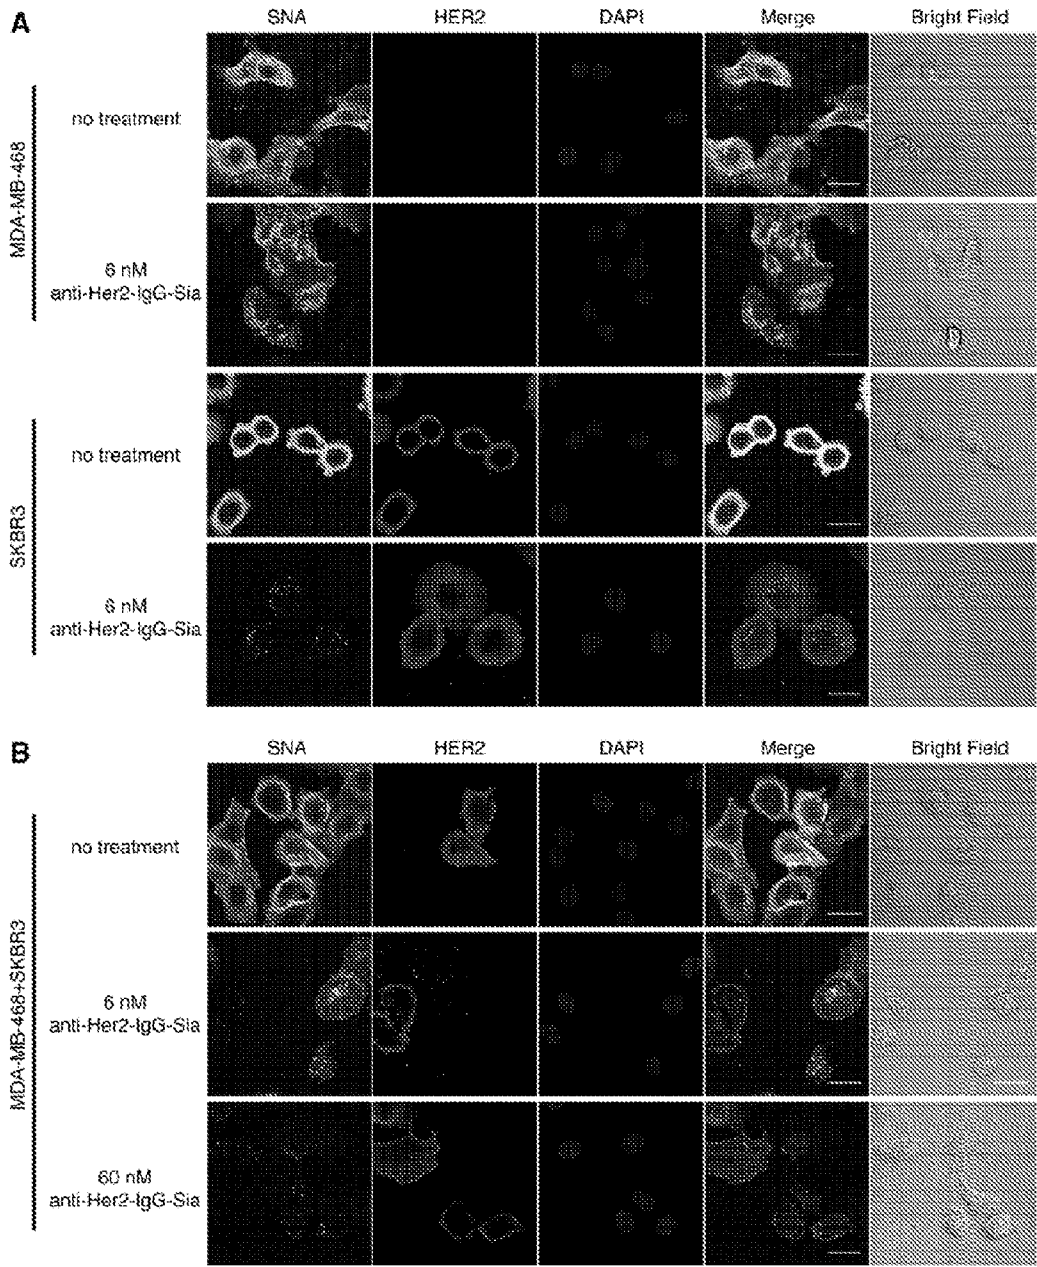 A
SNA HER2 DAPI Merge Bright Field
MDA-MB-468
no treatment
6 nM
anti-Her2-IgG-Sia
SKBR3
no treatment
6 nM
anti-Her2-IgG-Sia
B
SNA HER2 DAPI Merge Bright Field
MDA-MB-468+SKBR3
no treatment
6 nM
anti-Her2-IgG-Sia
60 nM
anti-Her2-IgG-Sia